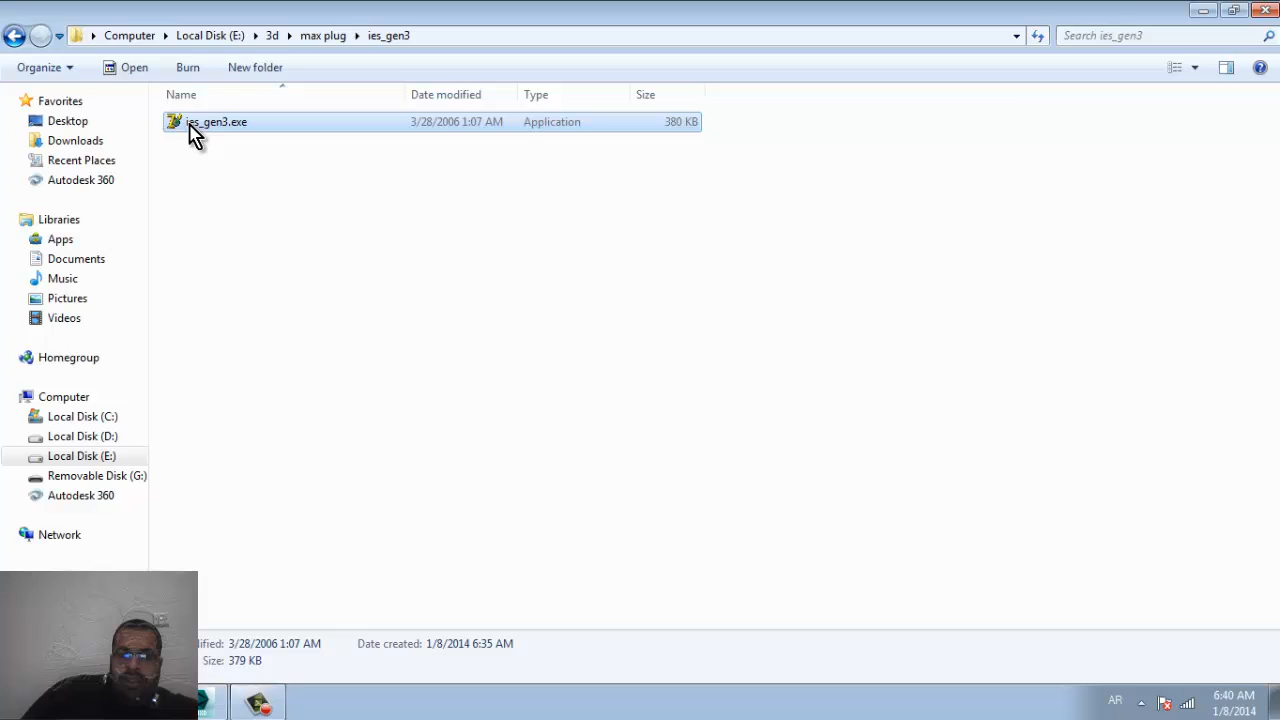 Computer Local Disk (E:) 3d max plug ies_gen3
Search ies_gen3
Organize Open Burn New folder
Name Date modified Type Size
ies_gen3.exe 3/28/2006 1:07 AM Application 380 KB
Favorites
Desktop
Downloads
Recent Places
Autodesk 360
Libraries
Apps
Documents
Music
Pictures
Videos
Homegroup
Computer
Local Disk (C:)
Local Disk (D:)
Local Disk (E:)
Removable Disk (G:)
Autodesk 360
Network
3/28/2006 1:07 AM Date created: 1/8/2014 6:35 AM
Size: 379 KB
AR 6:40 AM
1/8/2014